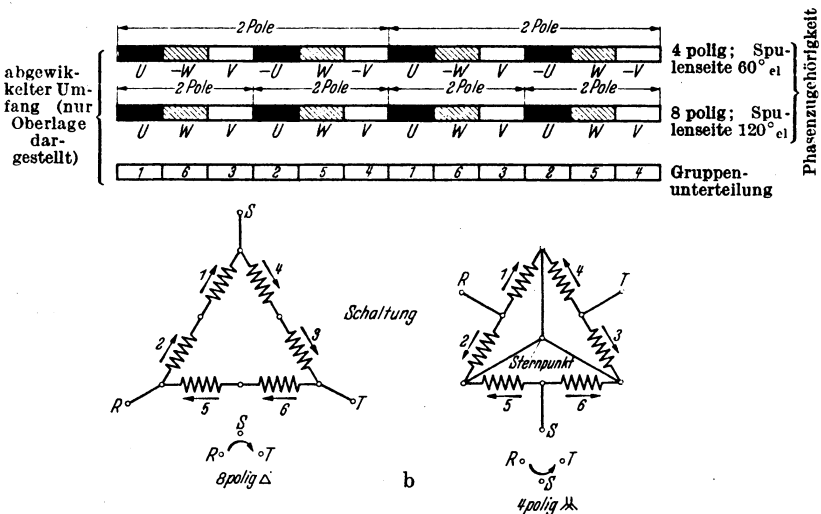 2 Pole 2 Pole
4 polig; Spu-
lenseite 60°el
U -W V -U W -V U -W V -U W -V
2 Pole 2 Pole 2 Pole 2 Pole
abgewik-
kelter Um-
fang (nur
Oberlage
dar-
gestellt)
8 polig; Spu-
lenseite 120°el
U W V U W V U W V U W V
Phasenzugehörigkeit
1 6 3 2 5 4 1 6 3 2 5 4
Gruppen-
unterteilung
S
1 4
2 3
R T
5 6
Schaltung
S
R T
8polig △
b
R T
1 4
2 3
Sternpunkt
5 6
S
R T
S
4polig